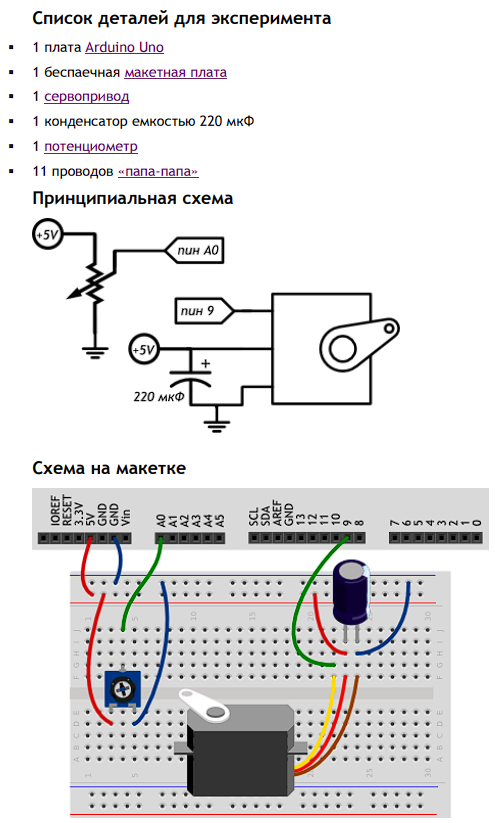 Список деталей для эксперимента
1 плата Arduino Uno
1 беспаечная макетная плата
1 сервопривод
1 конденсатор емкостью 220 мкФ
1 потенциометр
11 проводов «папа-папа»
Принципиальная схема
+5V
пин A0
пин 9
+5V
+
220 мкФ
Схема на макетке
IOREF RESET 3.3V 5V GND GND Vin A0 A1 A2 A3 A4 A5 SCL SDA AREF GND 13 12 11 10 9 8 7 6 5 4 3 2 1 0
1 5 10 15 20 25 30
F G H I J
A B C D E
A B C D E
1 5 25 30